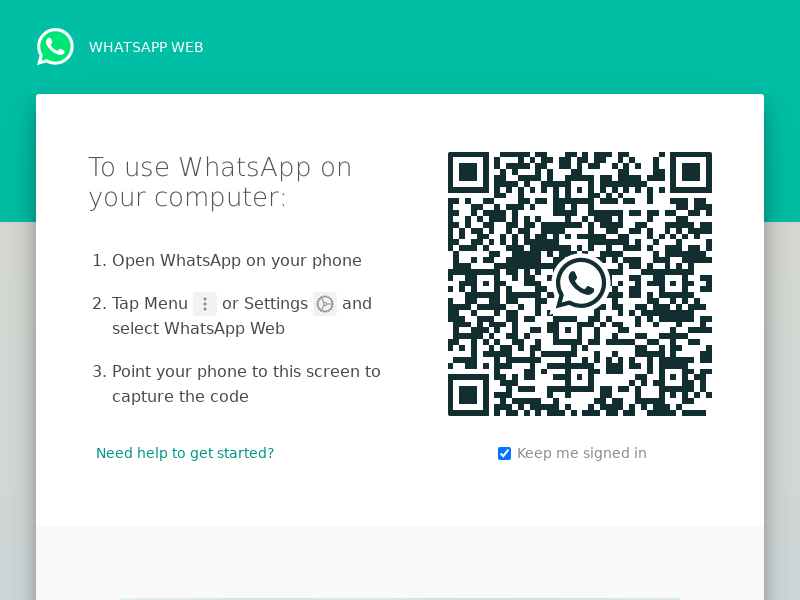 WHATSAPP WEB
To use WhatsApp on
your computer:
1. Open WhatsApp on your phone
2. Tap Menu or Settings and
select WhatsApp Web
3. Point your phone to this screen to
capture the code
Need help to get started?
Keep me signed in